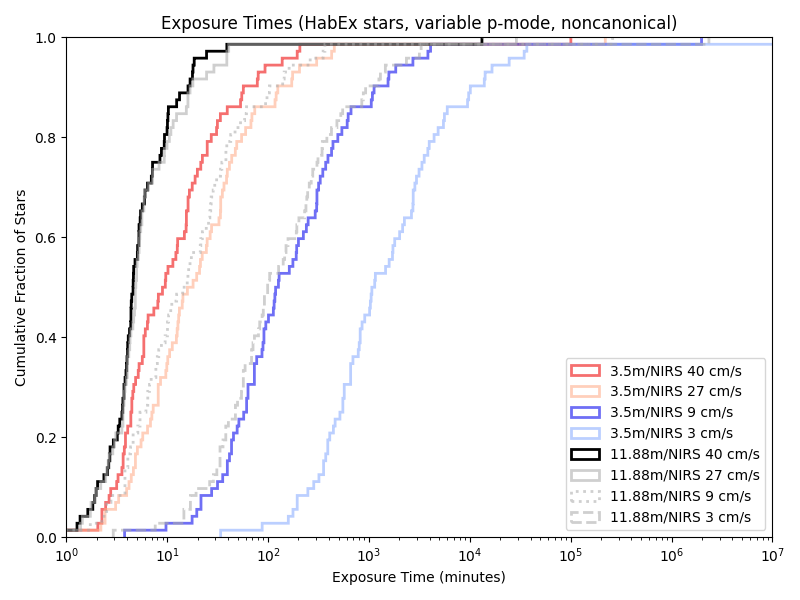 Exposure Times (HabEx stars, variable p-mode, noncanonical)
Cumulative Fraction of Stars
1.0
0.8
0.6
0.4
0.2
0.0
3.5m/NIRS 40 cm/s
3.5m/NIRS 27 cm/s
3.5m/NIRS 9 cm/s
3.5m/NIRS 3 cm/s
11.88m/NIRS 40 cm/s
11.88m/NIRS 27 cm/s
11.88m/NIRS 9 cm/s
11.88m/NIRS 3 cm/s
10⁰ 10¹ 10² 10³ 10⁴ 10⁵ 10⁶ 10⁷
Exposure Time (minutes)